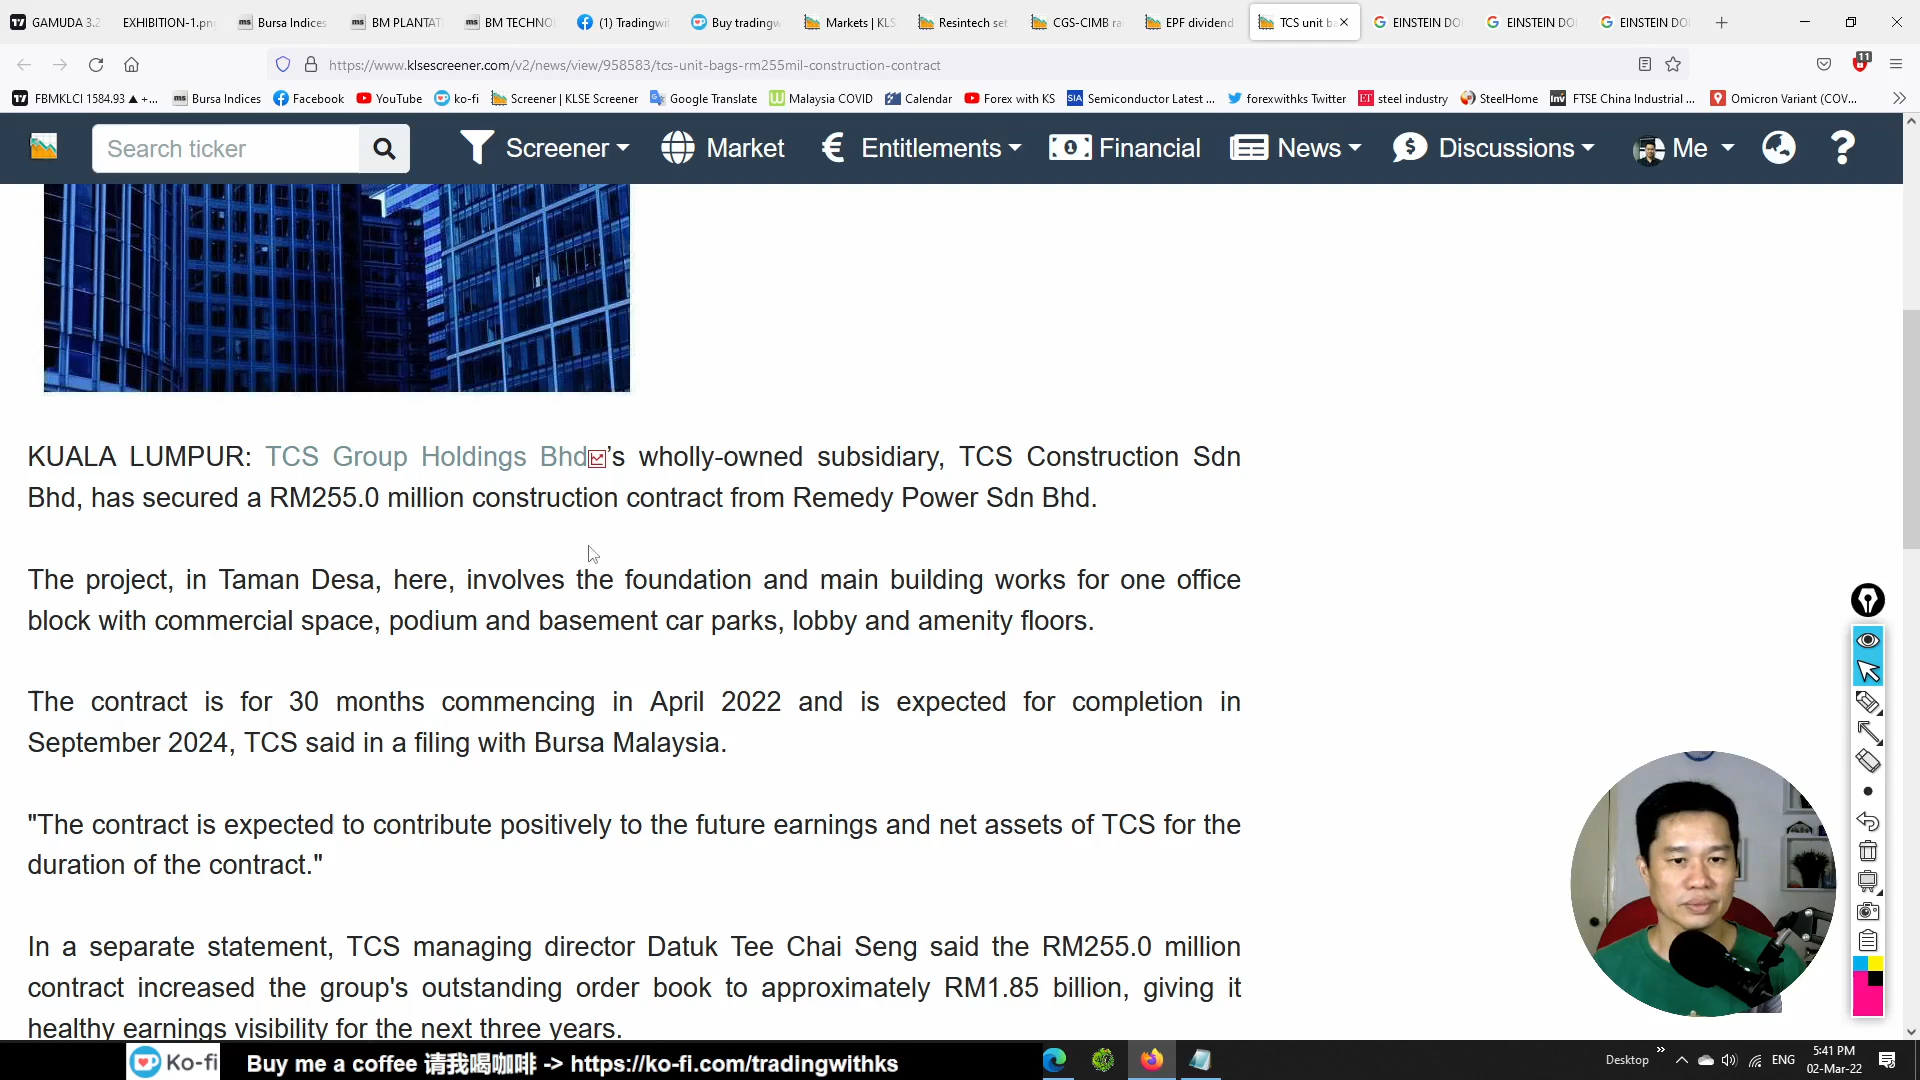 GAMUDA 3.2
EXHIBITION-1.pn
Bursa Indices
BM PLANTAT
BM TECHNO
(1) Tradingwi
Buy tradingw
Markets | KLS
Resintech set
CGS-CIMB ra
EPF dividend
TCS unit ba
EINSTEIN DO
EINSTEIN DO
EINSTEIN DO
https://www.klsescreener.com/v2/news/view/958583/tcs-unit-bags-rm255mil-construction-contract
11
FBMKLCI 1584.93 ▲ +...
Bursa Indices
Facebook
YouTube
ko-fi
Screener | KLSE Screener
Google Translate
Malaysia COVID
Calendar
Forex with KS
Semiconductor Latest ...
forexwithks Twitter
steel industry
SteelHome
FTSE China Industrial ...
Omicron Variant (COV...
Search ticker
Screener
Market
Entitlements
Financial
News
Discussions
Me
KUALA LUMPUR: TCS Group Holdings Bhd's wholly-owned subsidiary, TCS Construction Sdn
Bhd, has secured a RM255.0 million construction contract from Remedy Power Sdn Bhd.
The project, in Taman Desa, here, involves the foundation and main building works for one office
block with commercial space, podium and basement car parks, lobby and amenity floors.
The contract is for 30 months commencing in April 2022 and is expected for completion in
September 2024, TCS said in a filing with Bursa Malaysia.
"The contract is expected to contribute positively to the future earnings and net assets of TCS for the
duration of the contract."
In a separate statement, TCS managing director Datuk Tee Chai Seng said the RM255.0 million
contract increased the group's outstanding order book to approximately RM1.85 billion, giving it
healthy earnings visibility for the next three years.
Ko-fi
Buy me a coffee 请我喝咖啡 -> https://ko-fi.com/tradingwithks
Desktop
ENG
5:41 PM
02-Mar-22